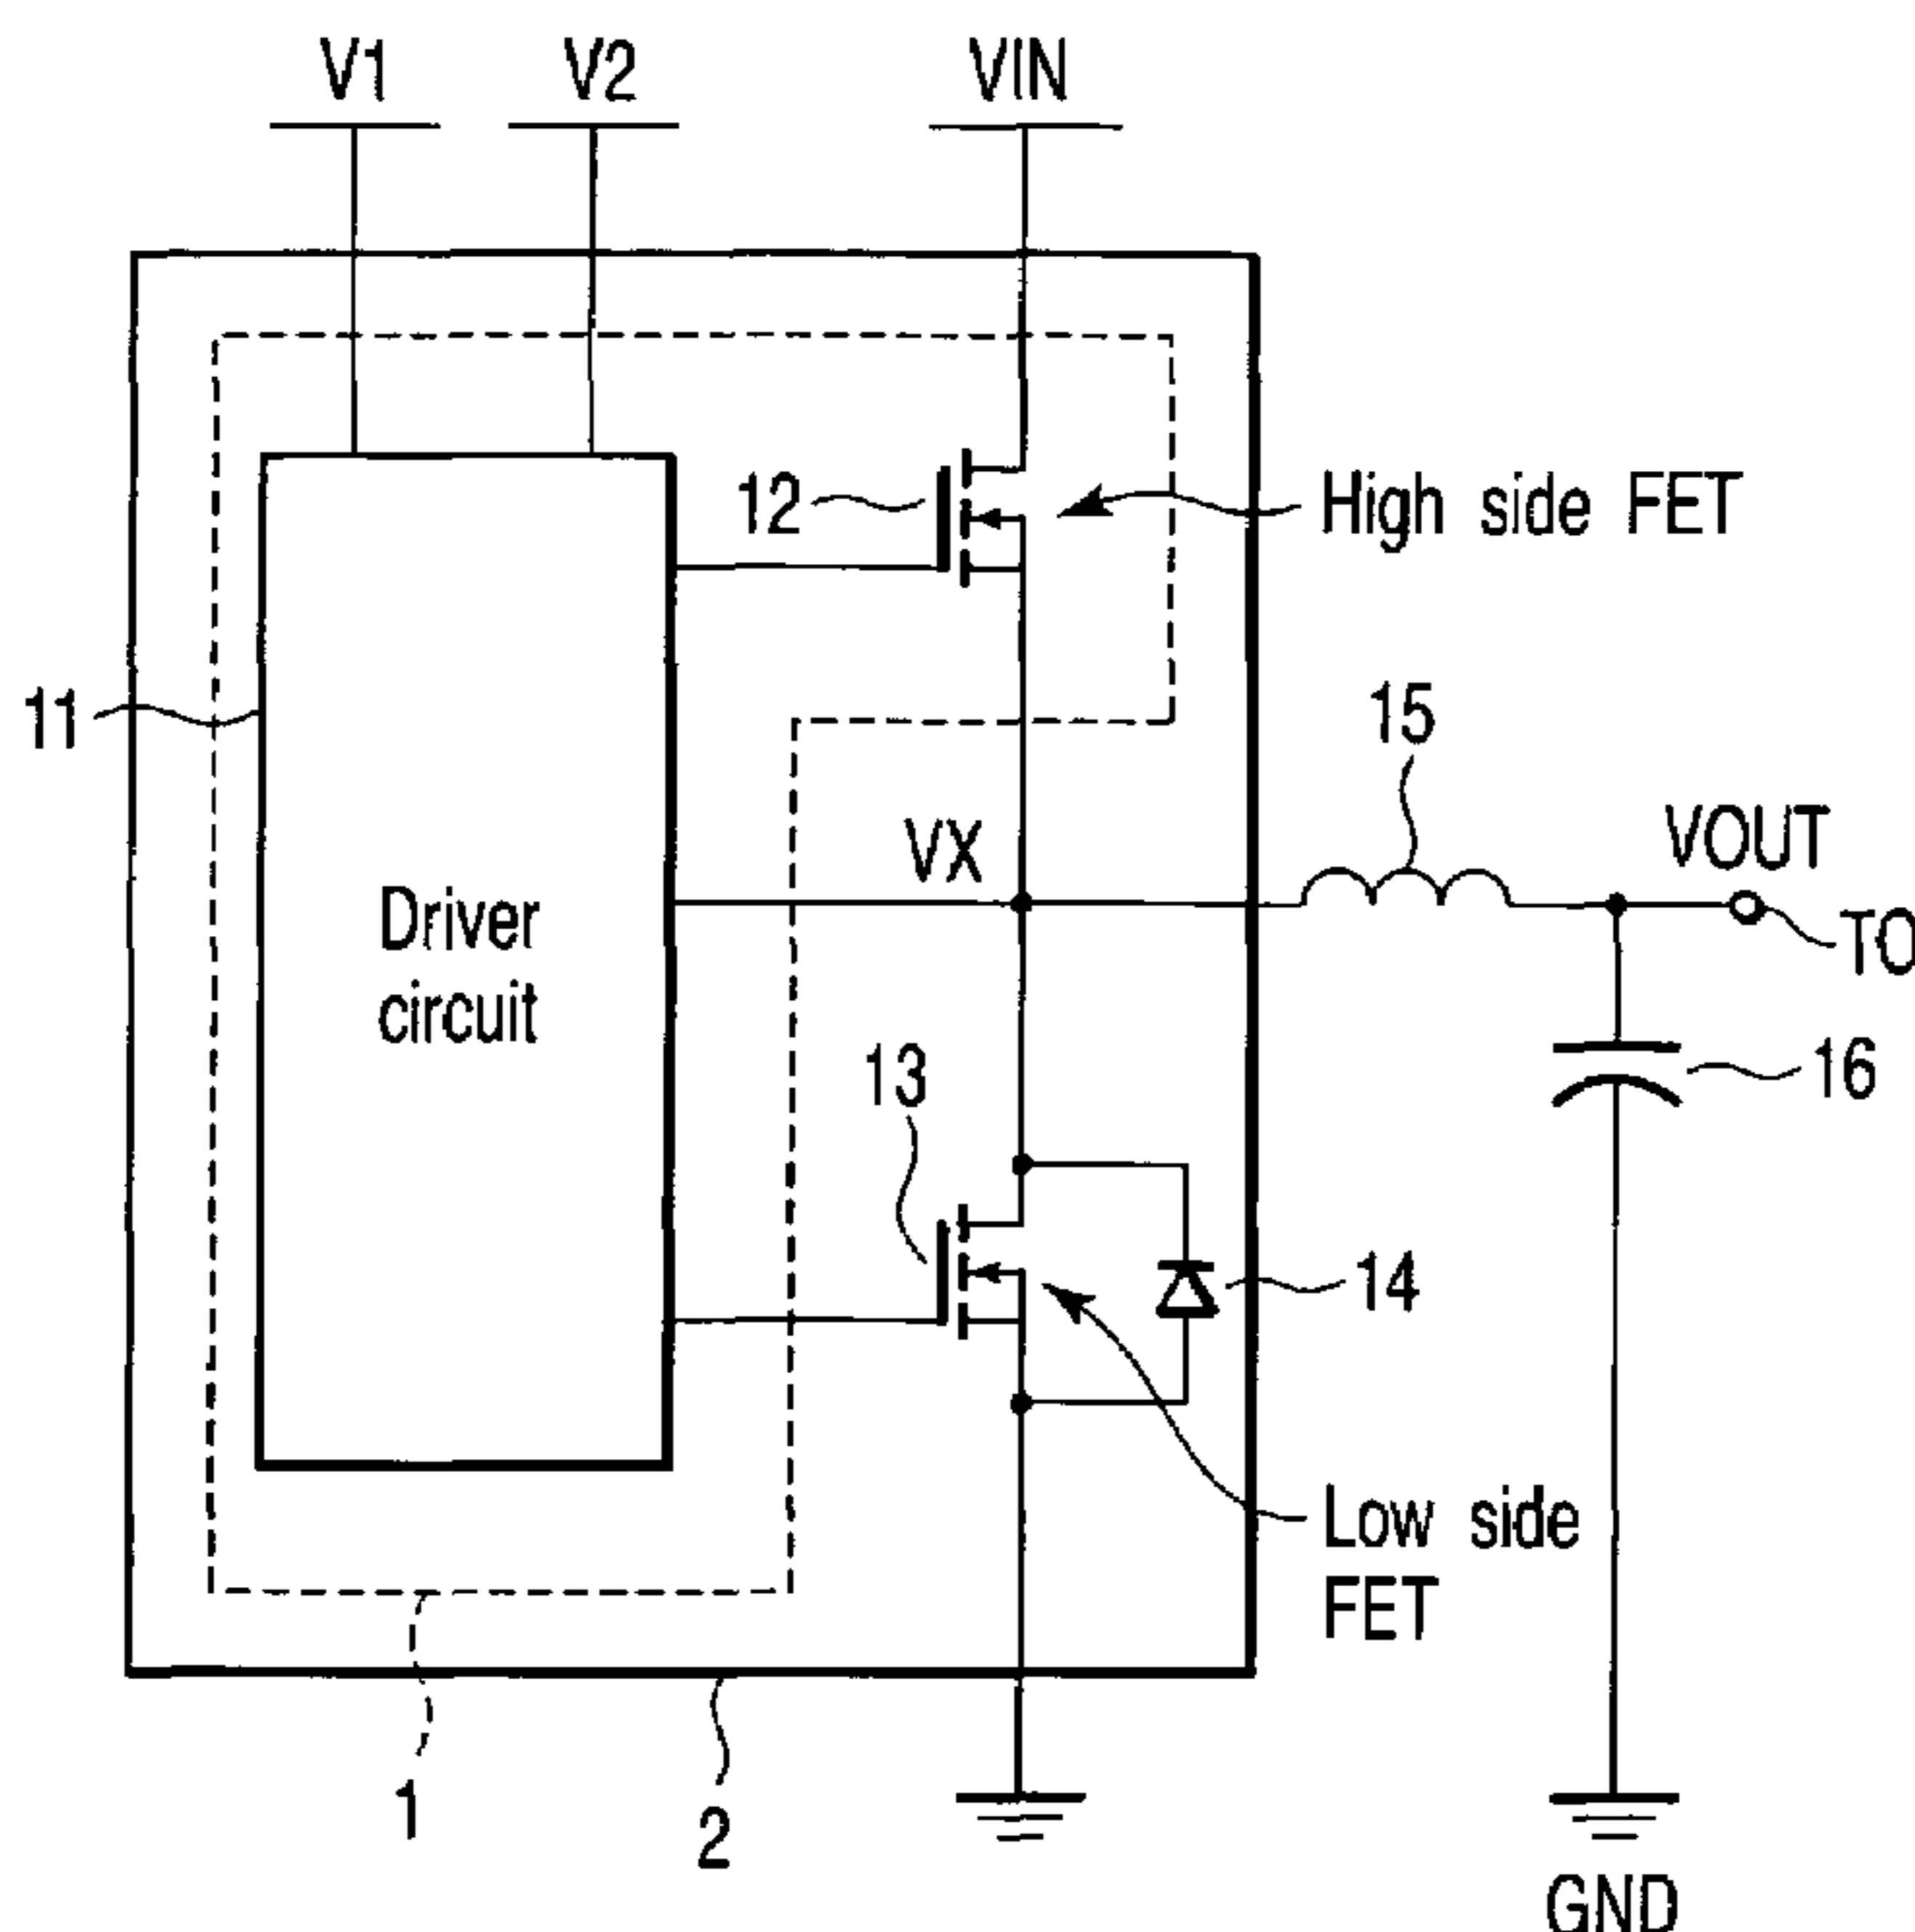 V1 V2 VIN
12
High side FET
11
15
VX
VOUT
TO
Driver
circuit
13
16
14
Low side
FET
1
2
GND